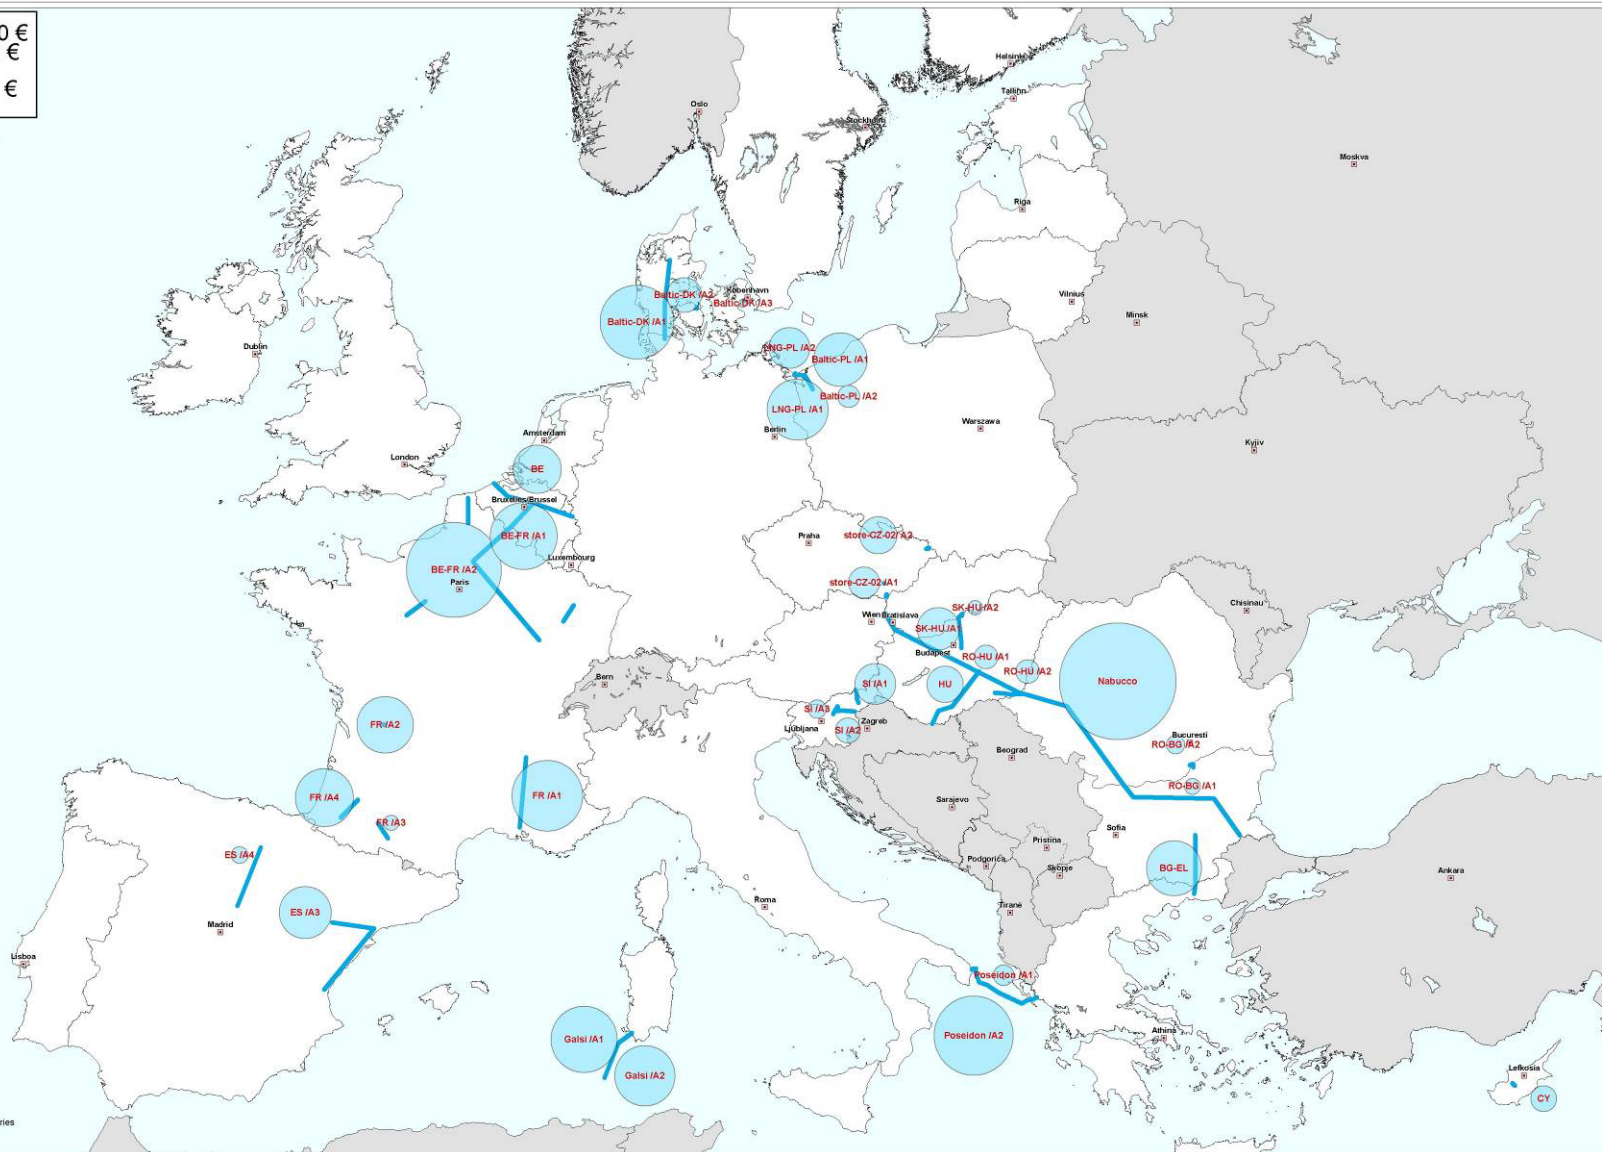 0 €
€
€
Helsinki
Tallinn
Oslo
Stockholm
Moskva
Riga
Baltic-DK /A2
København
Baltic-DK /A3
Vilnius
Baltic-DK /A1
Minsk
Dublin
LNG-PL /A2
Baltic-PL /A1
Baltic-PL /A2
LNG-PL /A1
Berlin
Warszawa
Amsterdam
Kyjiv
London
BE
Bruxelles/Brussel
BE-FR /A1
Praha
store-CZ-02/ A2
Luxembourg
BE-FR /A2
Paris
store-CZ-02 /A1
Chisinau
SK-HU /A2
Wien
Bratislava
SK-HU /A1
Budapest
RO-HU /A1
RO-HU /A2
Bern
SI /A1
HU
Nabucco
SI /A3
Ljubljana
Zagreb
SI /A2
FR /A2
Bucuresti
RO-BG /A2
Beograd
RO-BG /A1
FR /A4
FR /A1
Sarajevo
FR /A3
Sofia
Pristina
ES /A4
Podgorica
Skopje
BG-EL
Ankara
Roma
Tiranë
ES /A3
Madrid
Lisboa
Poseidon /A1
Galsi /A1
Poseidon /A2
Athina
Galsi /A2
Lefkosia
CY
ries